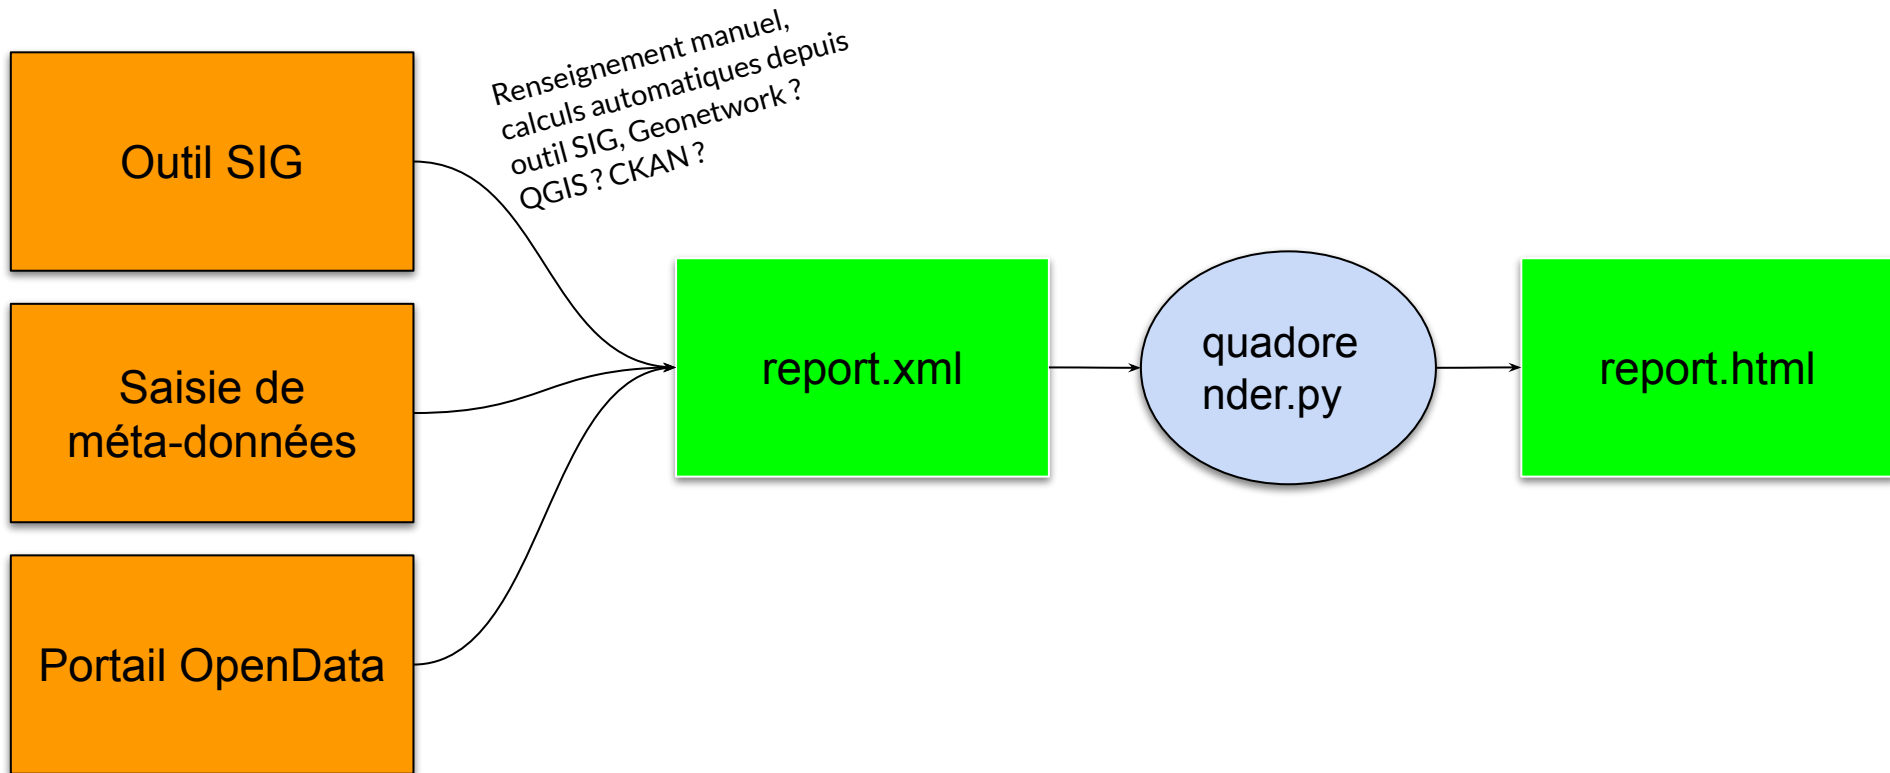 Renseignement manuel,
calculs automatiques depuis
outil SIG, Geonetwork ?
QGIS ? CKAN ?
Outil SIG
Saisie de
méta-données
Portail OpenData
report.xml
quadore
nder.py
report.html